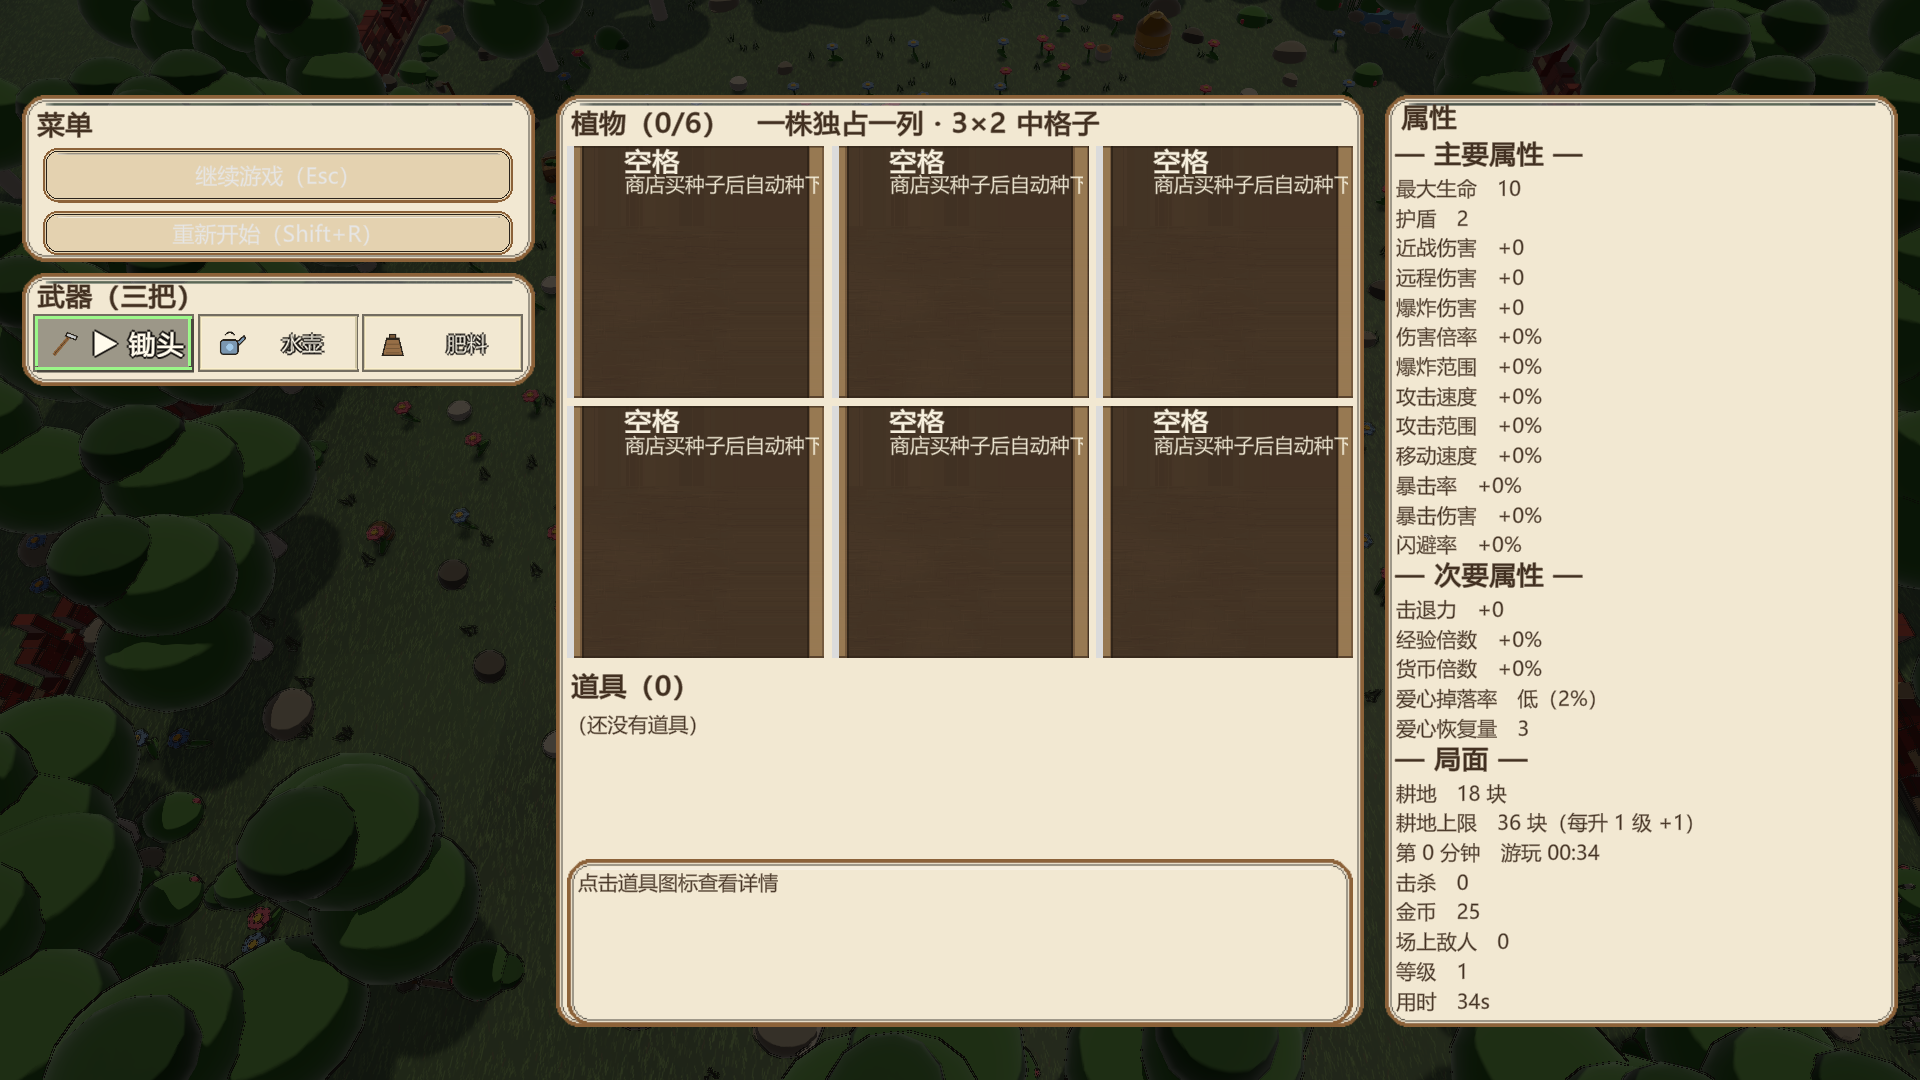 菜单
继续游戏（Esc）
重新开始（Shift+R）
武器（三把）
▶ 锄头
水壶
肥料
植物（0/6） 一株独占一列 · 3×2 中格子
空格
商店买种子后自动种下
空格
商店买种子后自动种下
空格
商店买种子后自动种下
空格
商店买种子后自动种下
空格
商店买种子后自动种下
空格
商店买种子后自动种下
道具（0）
（还没有道具）
点击道具图标查看详情
属性
— 主要属性 —
最大生命 10
护盾 2
近战伤害 +0
远程伤害 +0
爆炸伤害 +0
伤害倍率 +0%
爆炸范围 +0%
攻击速度 +0%
攻击范围 +0%
移动速度 +0%
暴击率 +0%
暴击伤害 +0%
闪避率 +0%
— 次要属性 —
击退力 +0
经验倍数 +0%
货币倍数 +0%
爱心掉落率 低（2%）
爱心恢复量 3
— 局面 —
耕地 18 块
耕地上限 36 块（每升 1 级 +1）
第 0 分钟 游玩 00:34
击杀 0
金币 25
场上敌人 0
等级 1
用时 34s